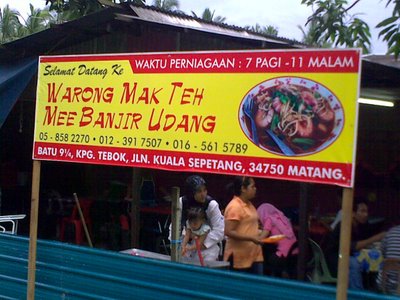 Selamat Datang Ke
WAKTU PERNIAGAAN : 7 PAGI -11 MALAM
WARONG MAK TEH
MEE BANJIR UDANG
05 - 858 2270 • 012 - 391 7507 • 016 - 561 5789
BATU 9¼, KPG. TEBOK, JLN. KUALA SEPETANG, 34750 MATANG.